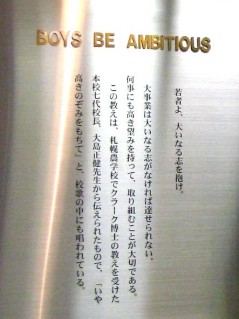 BOYS BE AMBITIOUS
若者よ、大いなる志を抱け。
大事業は大いなる志がなければ達せられない。
何事にも高き望みを持って、取り組むことが大切である。
この教えは、札幌農学校でクラーク博士の教えを受けた
本校七代校長、大島正健先生から伝えられたもので、「いや
高きのぞみをもちて」と、校歌の中にも唱われている。